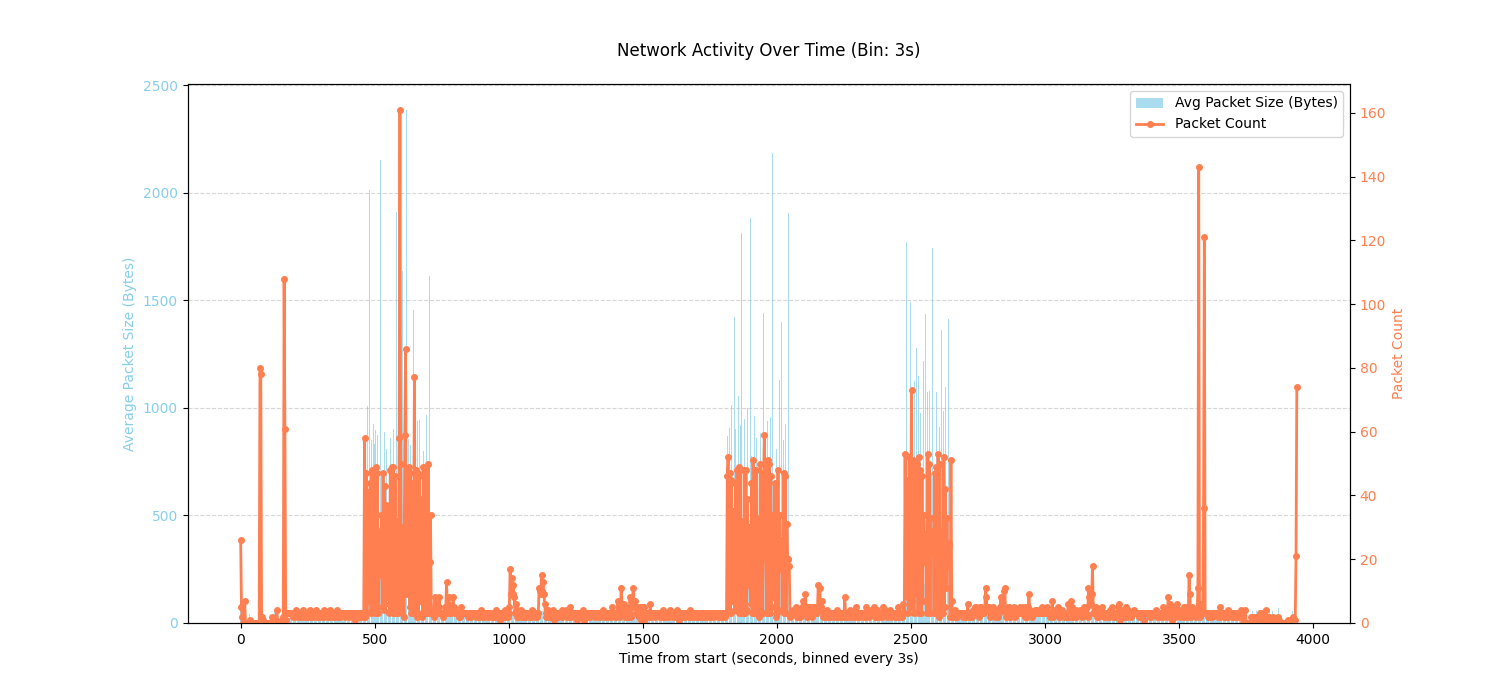 Network Activity Over Time (Bin: 3s)
Avg Packet Size (Bytes)
Packet Count
2500
2000
1500
1000
500
0
Average Packet Size (Bytes)
160
140
120
100
80
60
40
20
0
Packet Count
0 500 1000 1500 2000 2500 3000 3500 4000
Time from start (seconds, binned every 3s)